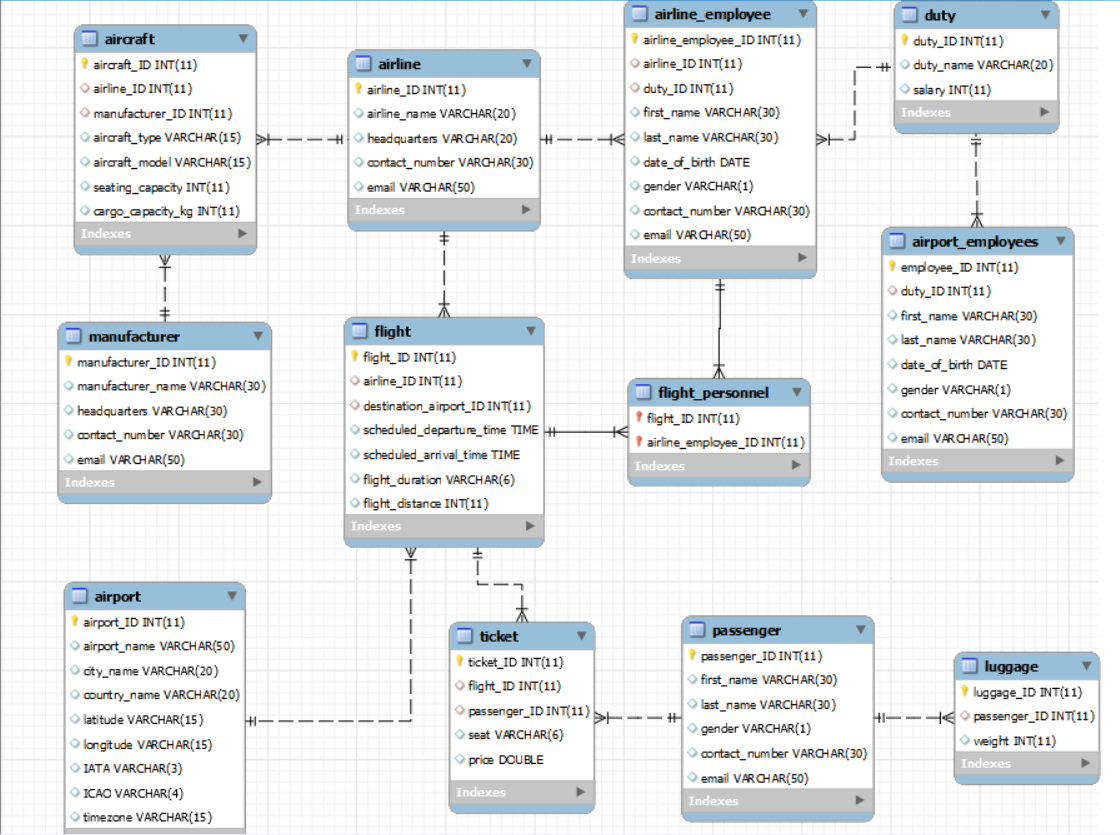 aircraft
aircraft_ID INT(11)
airline_ID INT(11)
manufacturer_ID INT(11)
aircraft_type VARCHAR(15)
aircraft_model VARCHAR(15)
seating_capacity INT(11)
cargo_capacity_kg INT(11)
Indexes
airline
airline_ID INT(11)
airline_name VARCHAR(20)
headquarters VARCHAR(20)
contact_number VARCHAR(30)
email VARCHAR(50)
Indexes
airline_employee
airline_employee_ID INT(11)
airline_ID INT(11)
duty_ID INT(11)
first_name VARCHAR(30)
last_name VARCHAR(30)
date_of_birth DATE
gender VARCHAR(1)
contact_number VARCHAR(30)
email VARCHAR(50)
Indexes
duty
duty_ID INT(11)
duty_name VARCHAR(20)
salary INT(11)
Indexes
airport_employees
employee_ID INT(11)
duty_ID INT(11)
first_name VARCHAR(30)
last_name VARCHAR(30)
date_of_birth DATE
gender VARCHAR(1)
contact_number VARCHAR(30)
email VARCHAR(50)
Indexes
manufacturer
manufacturer_ID INT(11)
manufacturer_name VARCHAR(30)
headquarters VARCHAR(30)
contact_number VARCHAR(30)
email VARCHAR(50)
Indexes
flight
flight_ID INT(11)
airline_ID INT(11)
destination_airport_ID INT(11)
scheduled_departure_time TIME
scheduled_arrival_time TIME
flight_duration VARCHAR(6)
flight_distance INT(11)
Indexes
flight_personnel
flight_ID INT(11)
airline_employee_ID INT(11)
Indexes
airport
airport_ID INT(11)
airport_name VARCHAR(50)
city_name VARCHAR(20)
country_name VARCHAR(20)
latitude VARCHAR(15)
longitude VARCHAR(15)
IATA VARCHAR(3)
ICAO VARCHAR(4)
timezone VARCHAR(15)
ticket
ticket_ID INT(11)
flight_ID INT(11)
passenger_ID INT(11)
seat VARCHAR(6)
price DOUBLE
Indexes
passenger
passenger_ID INT(11)
first_name VARCHAR(30)
last_name VARCHAR(30)
gender VARCHAR(1)
contact_number VARCHAR(30)
email VARCHAR(50)
Indexes
luggage
luggage_ID INT(11)
passenger_ID INT(11)
weight INT(11)
Indexes